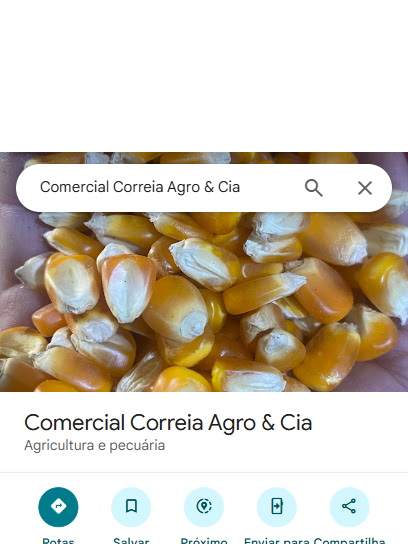 Comercial Correia Agro & Cia
Comercial Correia Agro & Cia
Agricultura e pecuária
Rotas Salvar Próximo Enviar para Compartilha